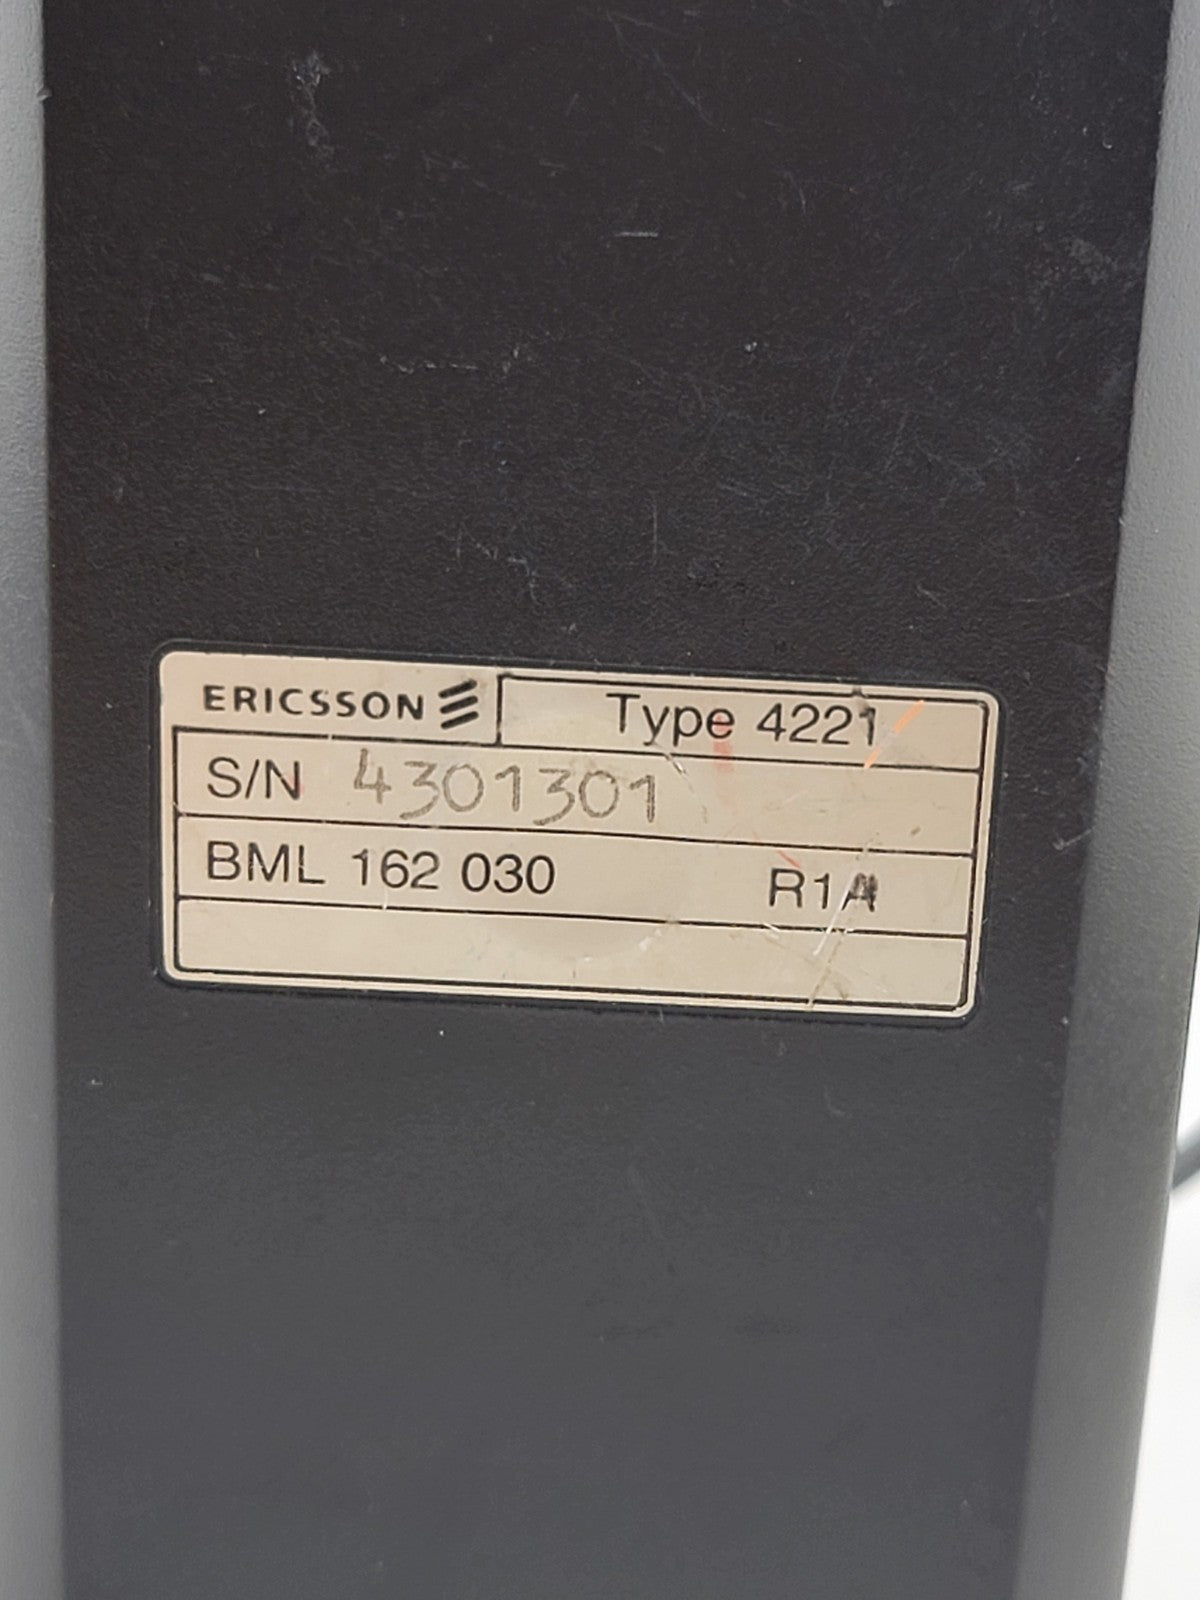 ERICSSON Type 4221
S/N 4301301
BML 162 030 R1A